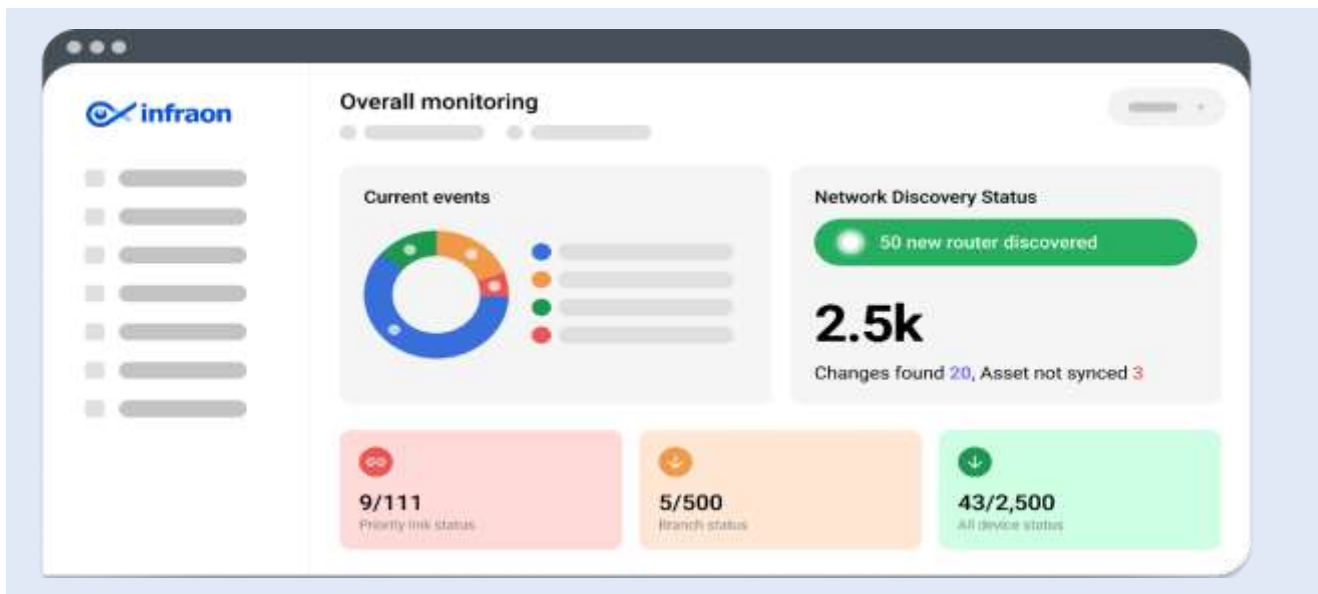 infraon
Overall monitoring
Current events
Network Discovery Status
50 new router discovered
2.5k
Changes found 20, Asset not synced 3
9/111
Priority link status
5/500
Branch status
43/2,500
All device status